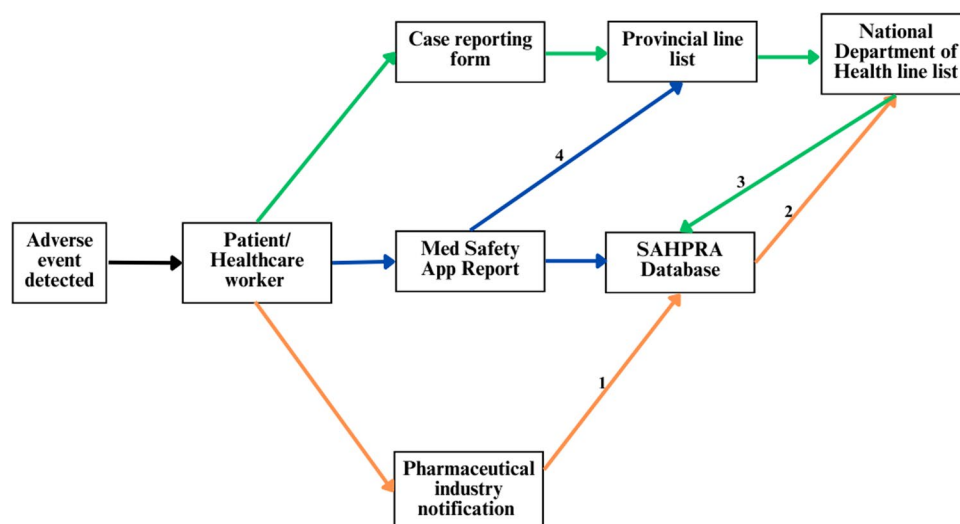 Case reporting
form
Provincial line
list
National
Department of
Health line list
4
3
2
Adverse
event
detected
Patient/
Healthcare
worker
Med Safety
App Report
SAHPRA
Database
1
Pharmaceutical
industry
notification